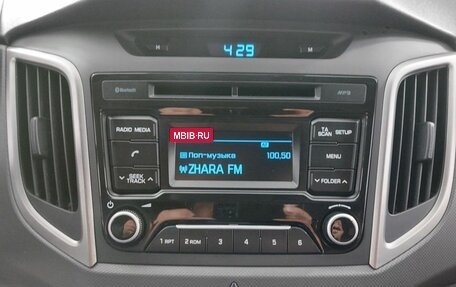 H
4:29
M
Bluetooth
MP3
RADIO MEDIA
MBIB.RU
TA SCAN
SETUP
Поп-музыка 100.50
ZHARA FM
MENU
SEEK TRACK
FOLDER
1 RPT
2 RDM
3
4
5
6